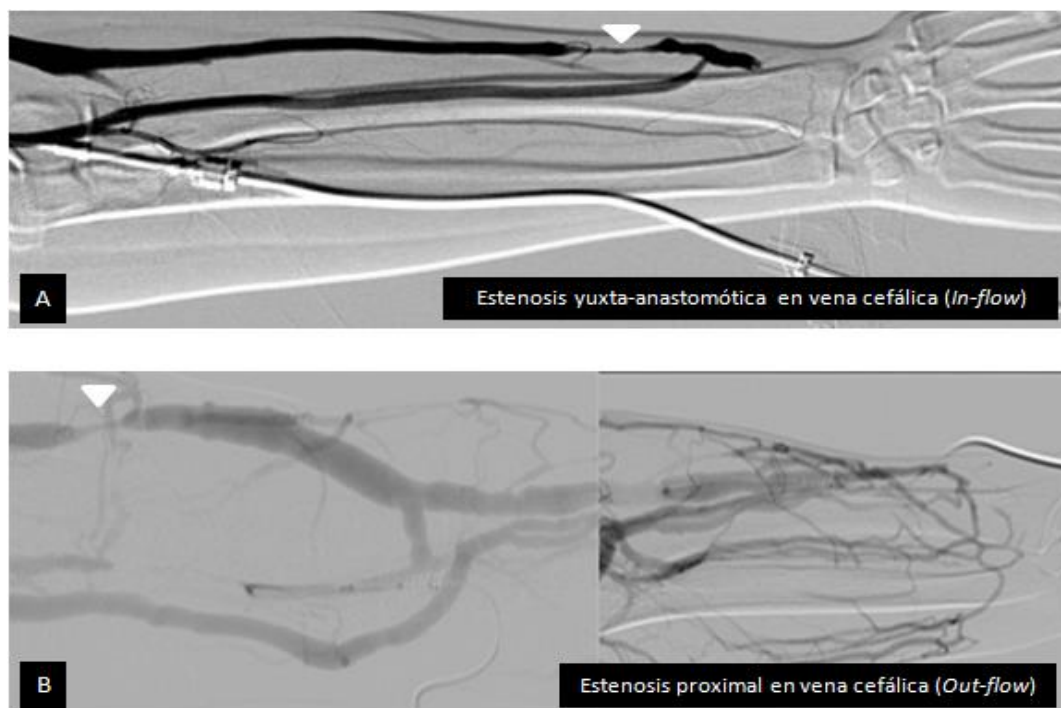 A
Estenosis yuxta-anastomótica en vena cefálica (In-flow)
B
Estenosis proximal en vena cefálica (Out-flow)